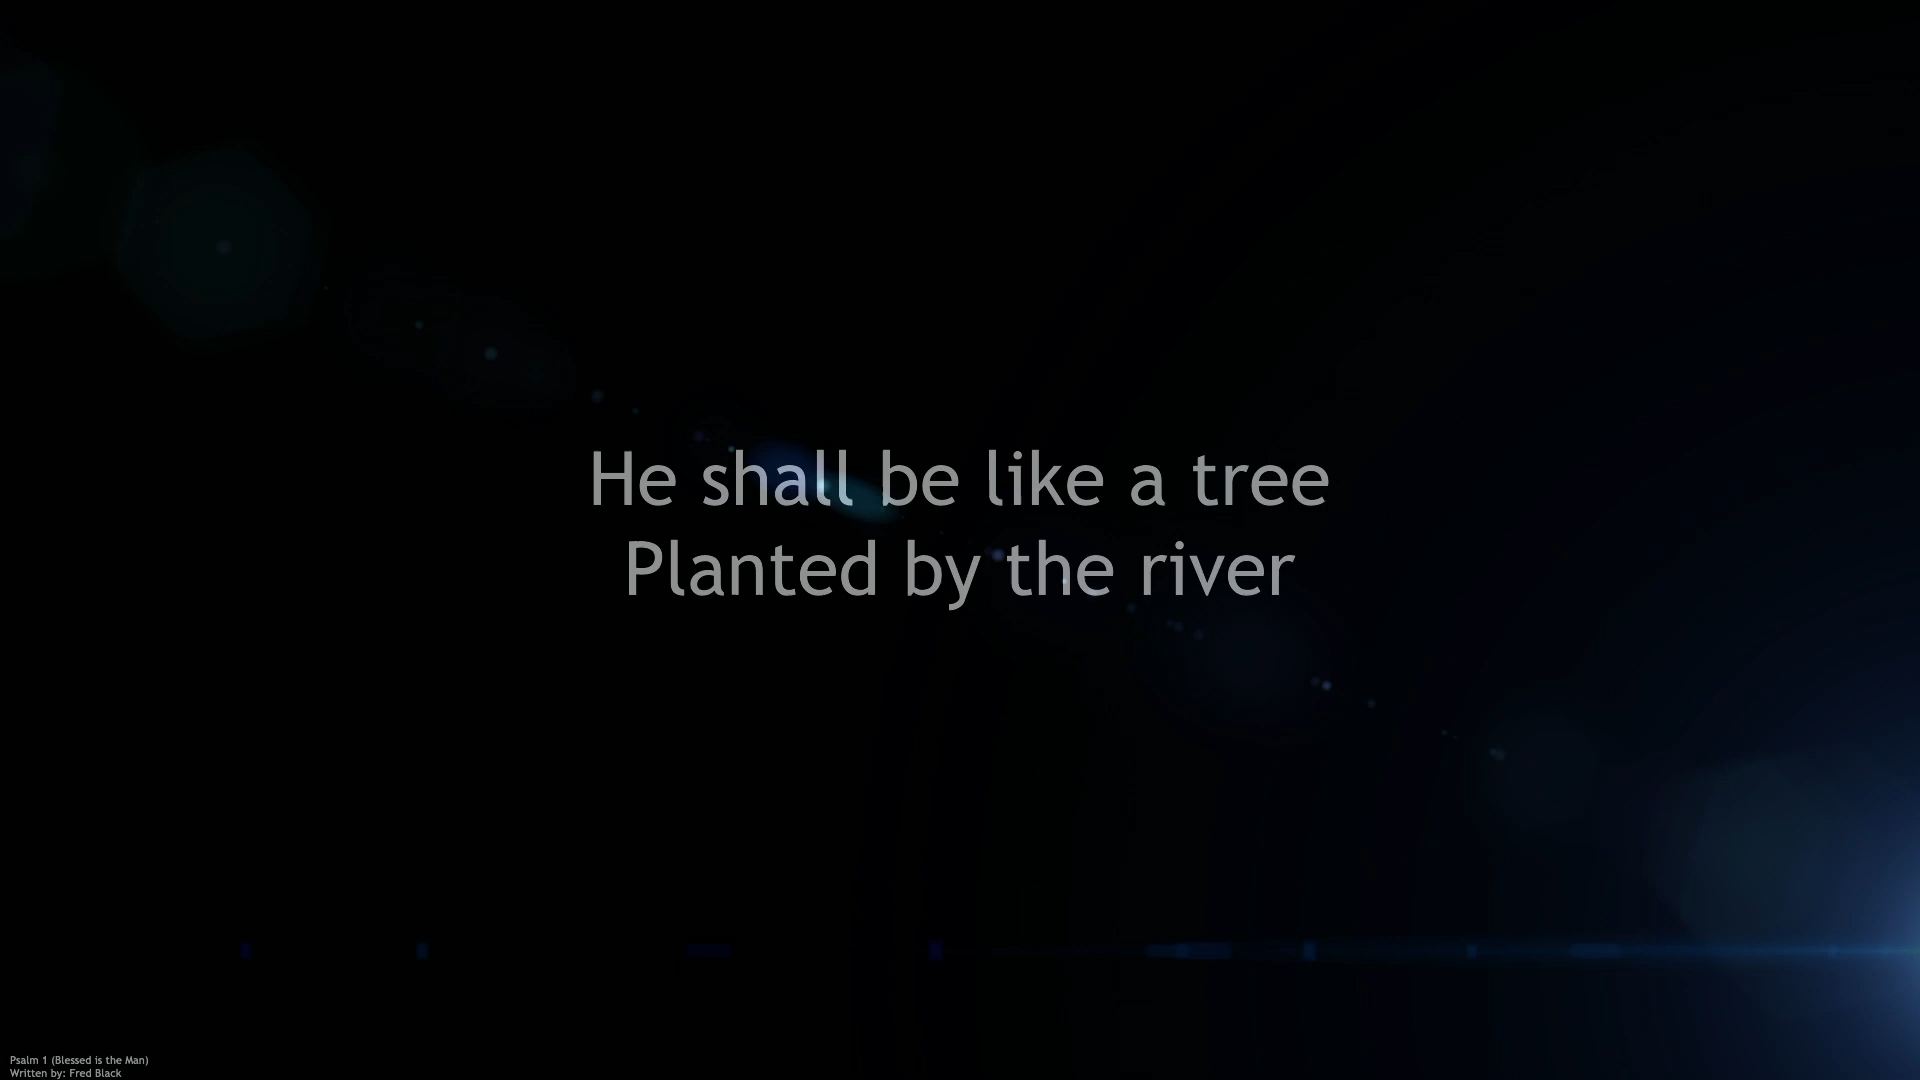 He shall be like a tree
Planted by the river
Psalm 1 (Blessed is the Man)
Written by: Fred Black